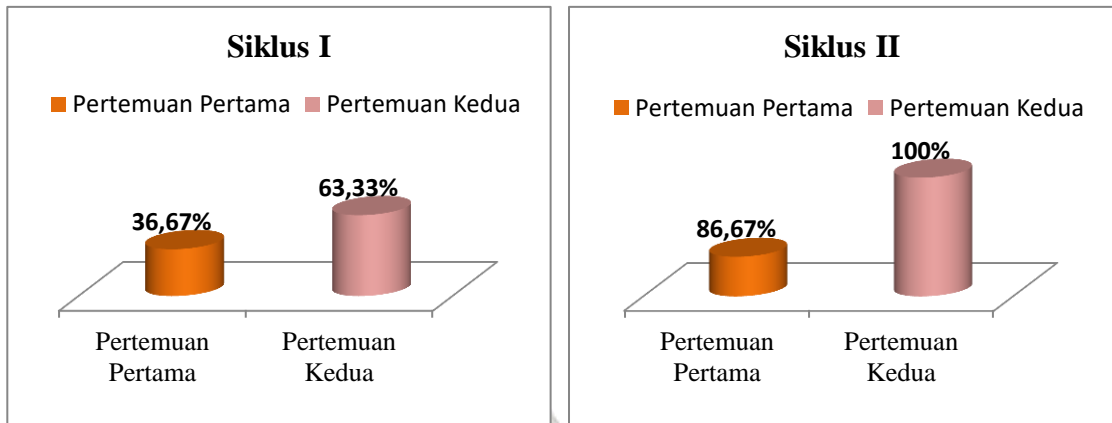 Siklus I
Pertemuan Pertama Pertemuan Kedua
36,67%
63,33%
Pertemuan
Pertama
Pertemuan
Kedua
Siklus II
Pertemuan Pertama Pertemuan Kedua
86,67%
100%
Pertemuan
Pertama
Pertemuan
Kedua